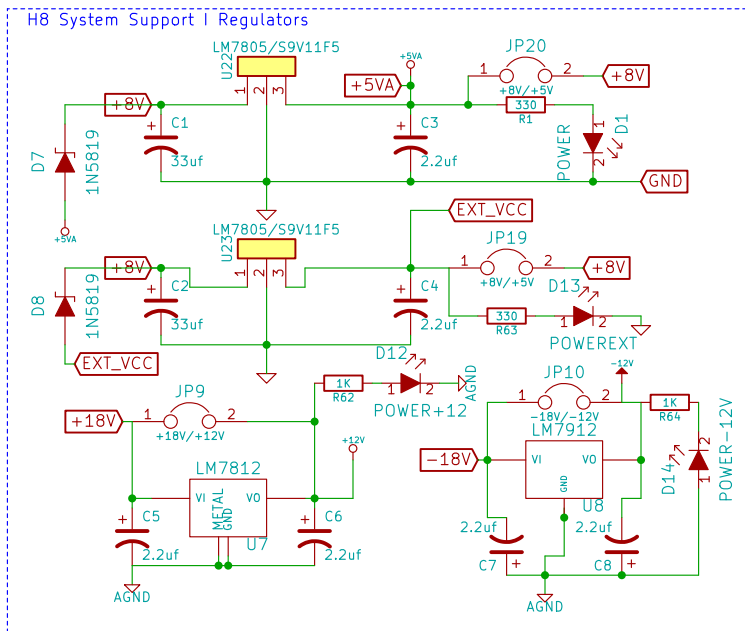 H8 System Support | Regulators
LM7805/S9V11F5
U22
1 2 3
+8V
+5VA
+5VA
JP20
1 2
+8V/+5V
+8V
330
R1
C1
33uf
C3
2.2uf
POWER
1
2
D1
D7
1N5819
+5VA
GND
LM7805/S9V11F5
U23
1 2 3
+8V
EXT_VCC
JP19
1 2
+8V/+5V
+8V
C2
33uf
C4
2.2uf
330
R63
D13
1 2
POWEREXT
D8
1N5819
EXT_VCC
D12
1K
R62
1 2
POWER+12
AGND
+18V
JP9
1 2
+18V/+12V
+12V
LM7812
VI VO
METAL
GND
U7
C5
2.2uf
C6
2.2uf
AGND
-12V
JP10
1 2
-18V/-12V
1K
R64
LM7912
-18V
VI VO
GND
U8
D14
2
1
POWER-12V
2.2uf
C7
2.2uf
C8
AGND